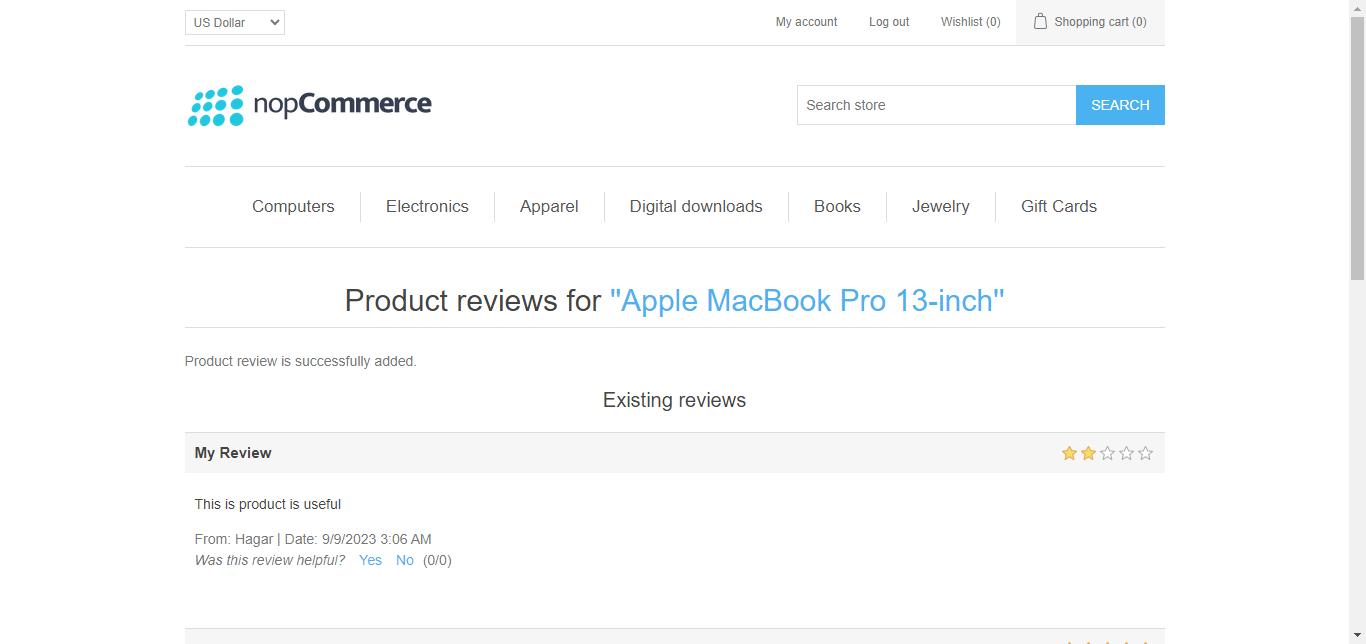 US Dollar My account Log out Wishlist (0) Shopping cart (0)
nopCommerce Search store SEARCH
Computers Electronics Apparel Digital downloads Books Jewelry Gift Cards
Product reviews for "Apple MacBook Pro 13-inch"
Product review is successfully added.
Existing reviews
My Review
This is product is useful
From: Hagar | Date: 9/9/2023 3:06 AM
Was this review helpful? Yes No (0/0)